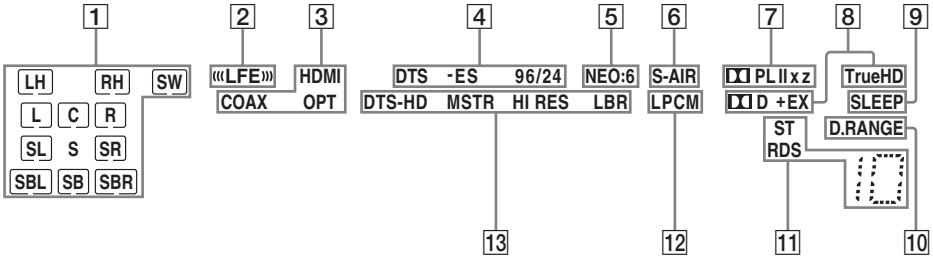 1 2 3 4 5 6 7 8 9
LH RH SW LFE HDMI DTS -ES 96/24 NEO:6 S-AIR PL II x z TrueHD
COAX OPT DTS-HD MSTR HI RES LBR LPCM D +EX SLEEP
L C R ST D.RANGE
SL S SR RDS
SBL SB SBR 10
13 12 11 10